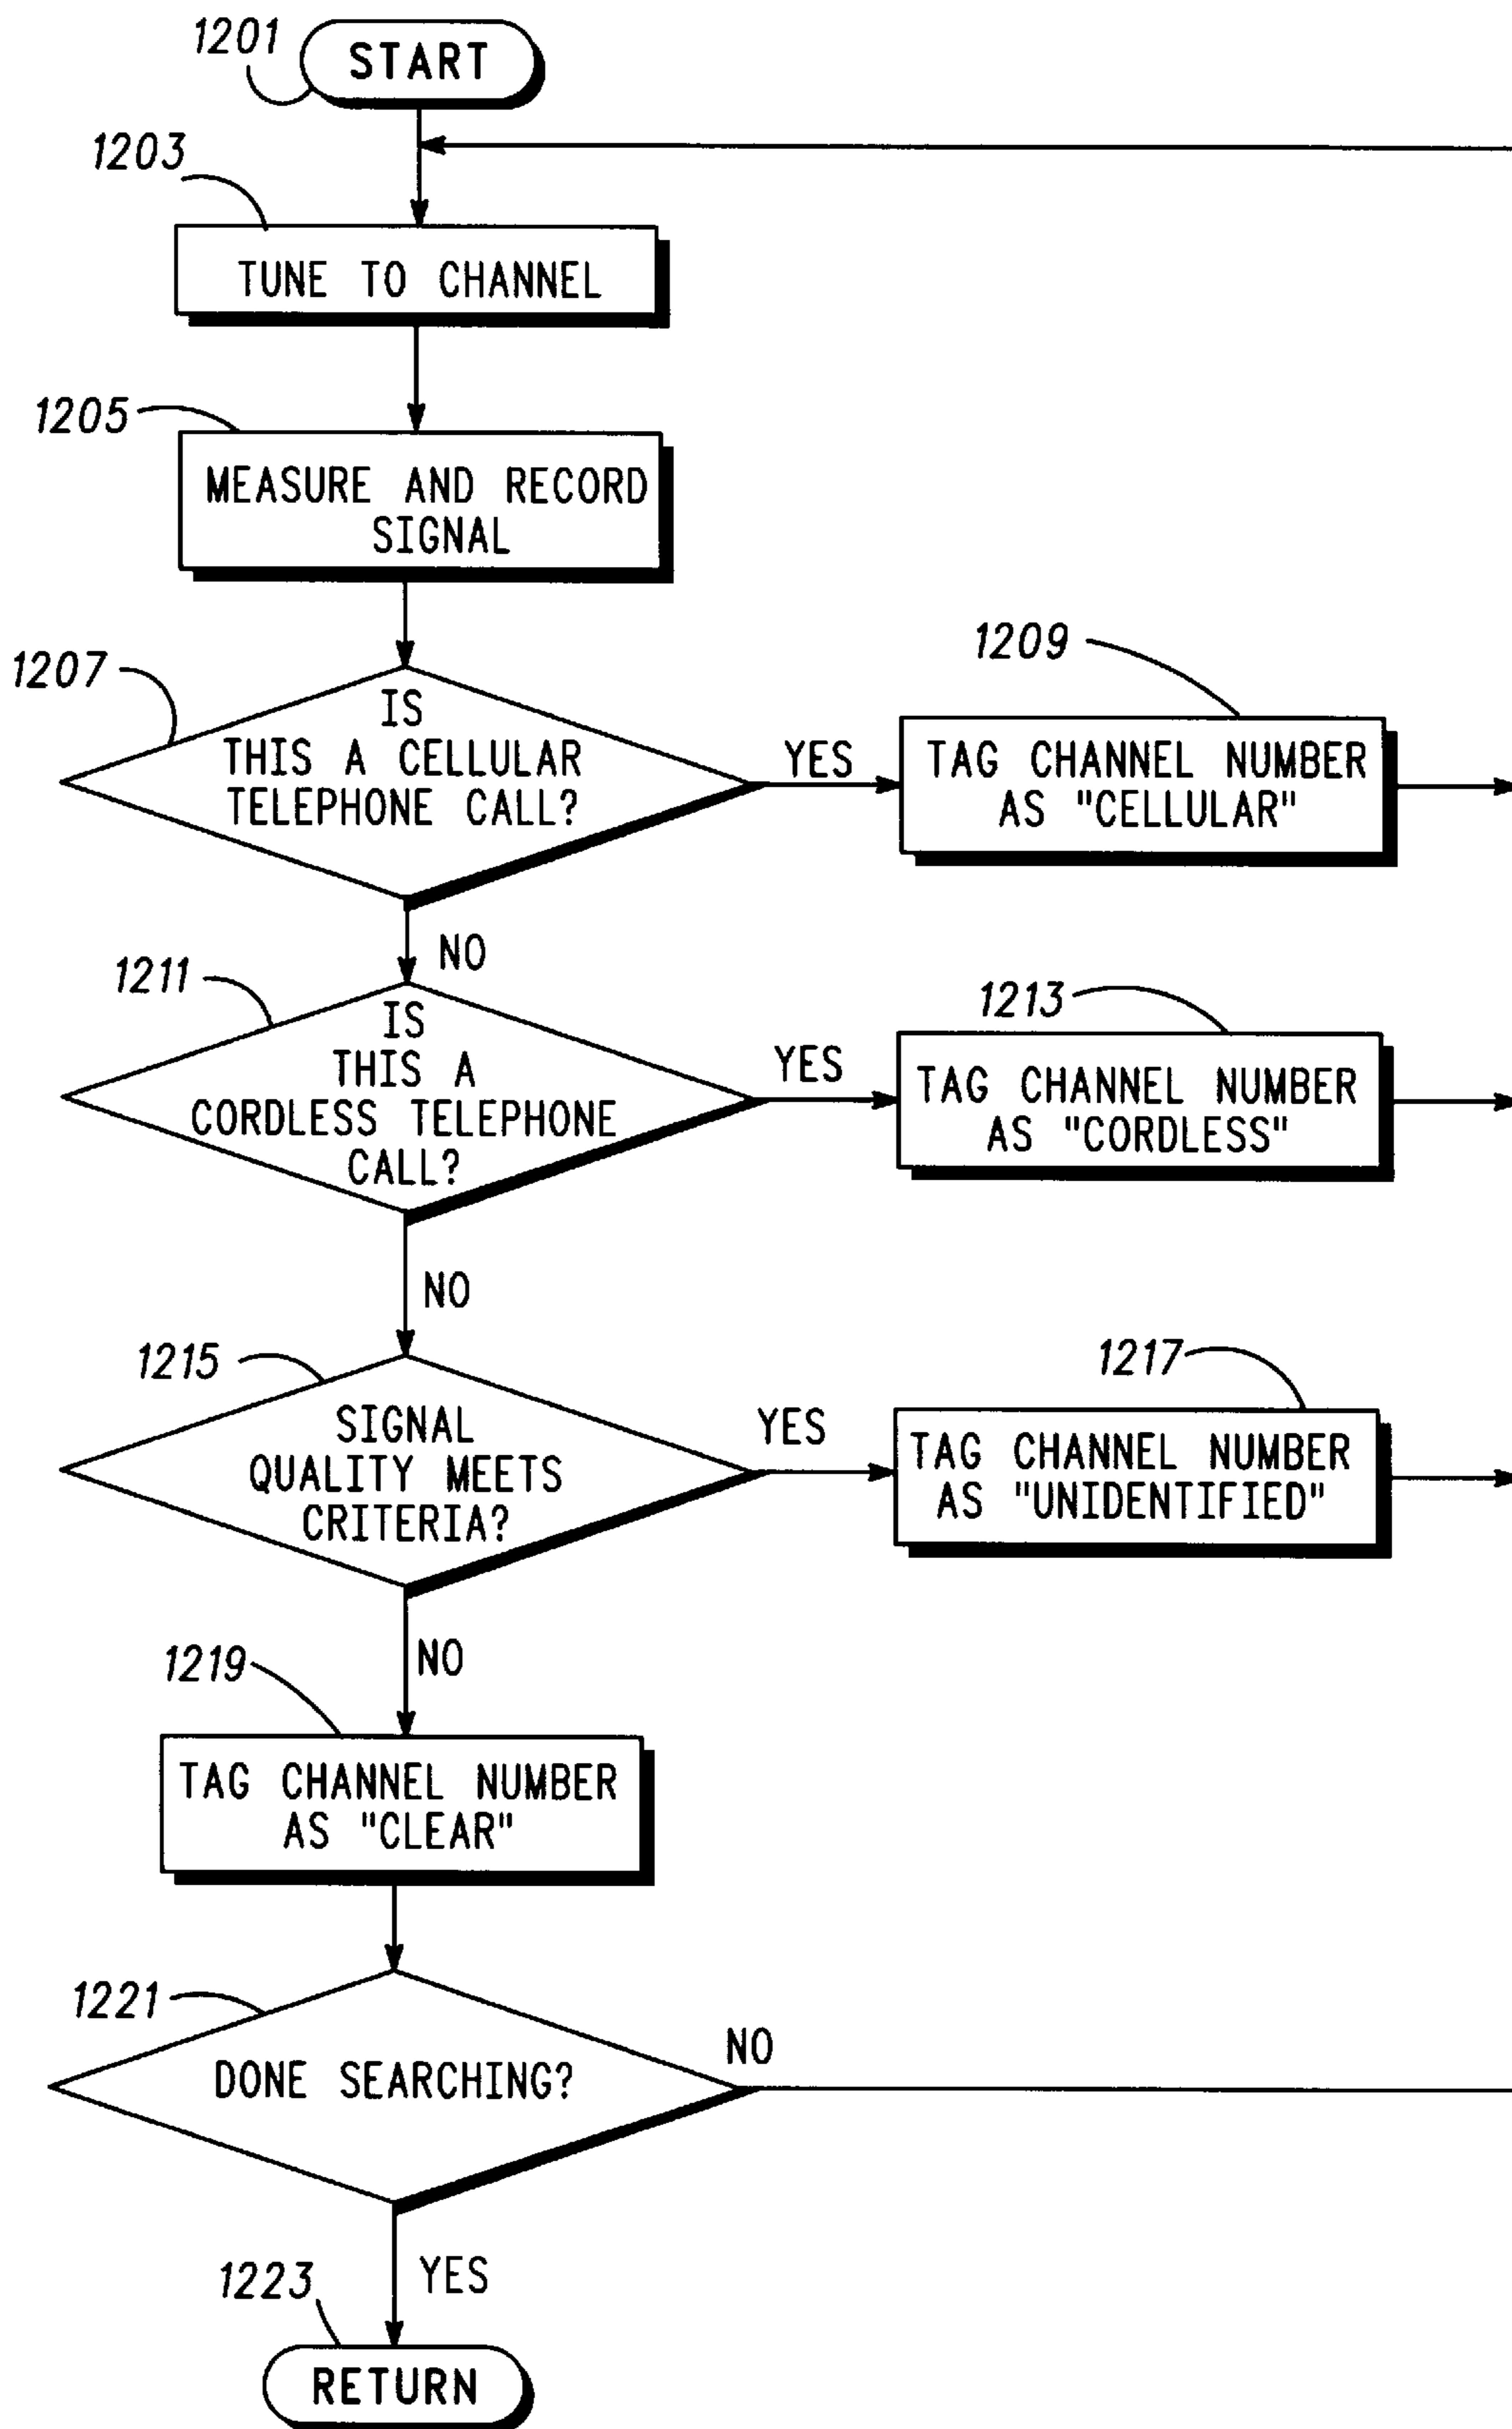 1201
START
1203
TUNE TO CHANNEL
1205
MEASURE AND RECORD
SIGNAL
1207
IS
THIS A CELLULAR
TELEPHONE CALL?
YES
1209
TAG CHANNEL NUMBER
AS "CELLULAR"
NO
1211
IS
THIS A
CORDLESS TELEPHONE
CALL?
YES
1213
TAG CHANNEL NUMBER
AS "CORDLESS"
NO
1215
SIGNAL
QUALITY MEETS
CRITERIA?
YES
1217
TAG CHANNEL NUMBER
AS "UNIDENTIFIED"
NO
1219
TAG CHANNEL NUMBER
AS "CLEAR"
1221
DONE SEARCHING?
NO
YES
1223
RETURN